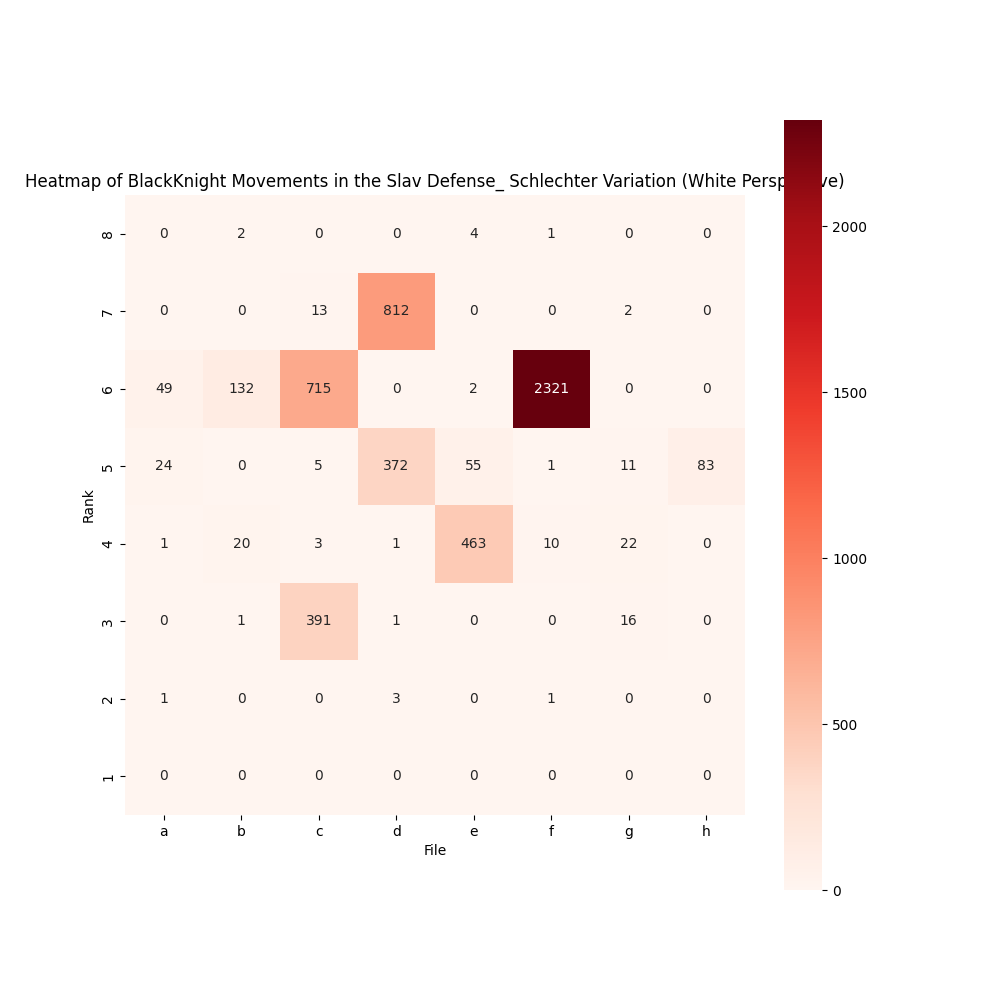 Heatmap of BlackKnight Movements in the Slav Defense_ Schlechter Variation (White Persp ve)
2000
1500
1000
500
0
Rank
8 0 2 0 0 4 1 0 0
7 0 0 13 812 0 0 2 0
6 49 132 715 0 2 2321 0 0
5 24 0 5 372 55 1 11 83
4 1 20 3 1 463 10 22 0
3 0 1 391 1 0 0 16 0
2 1 0 0 3 0 1 0 0
1 0 0 0 0 0 0 0 0
a b c d e f g h
File